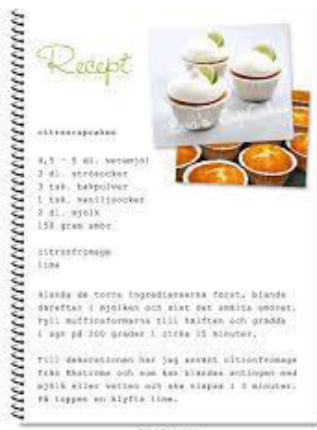 Recept
citroncupcakes
4,5 - 5 dl. vetemjöl
2 dl. strösocker
3 tsk. bakpulver
1 tsk. vaniljsocker
2 dl. mjölk
150 gram smör
citronfromage
lime
Blanda de torra ingredienserna först, blanda
därefter i mjölken och sist det smälta smöret.
Fyll muffinsformarna till hälften och grädda
i ugn på 200 grader i cirka 15 minuter.
Till dekorationen har jag använt citronfromage
från Ekströms och som kan blandas antingen med
mjölk eller vatten och ska vispas i 3 minuter.
På toppen en klyfta lime.